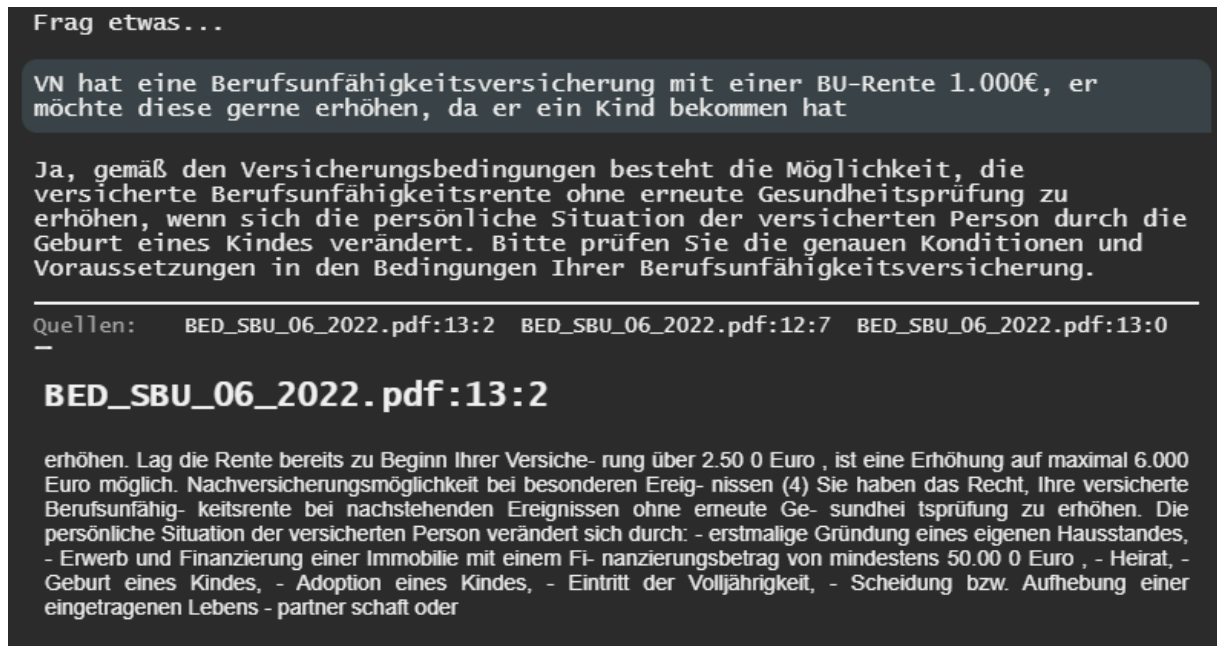 Frag etwas...
VN hat eine Berufsunfähigkeitsversicherung mit einer BU-Rente 1.000€, er
möchte diese gerne erhöhen, da er ein Kind bekommen hat
Ja, gemäß den Versicherungsbedingungen besteht die Möglichkeit, die
versicherte Berufsunfähigkeitsrente ohne erneute Gesundheitsprüfung zu
erhöhen, wenn sich die persönliche Situation der versicherten Person durch die
Geburt eines Kindes verändert. Bitte prüfen Sie die genauen Konditionen und
Voraussetzungen in den Bedingungen Ihrer Berufsunfähigkeitsversicherung.
Quellen: BED_SBU_06_2022.pdf:13:2 BED_SBU_06_2022.pdf:12:7 BED_SBU_06_2022.pdf:13:0
BED_SBU_06_2022.pdf:13:2
erhöhen. Lag die Rente bereits zu Beginn Ihrer Versiche- rung über 2.50 0 Euro , ist eine Erhöhung auf maximal 6.000
Euro möglich. Nachversicherungsmöglichkeit bei besonderen Ereig- nissen (4) Sie haben das Recht, Ihre versicherte
Berufsunfähig- keitsrente bei nachstehenden Ereignissen ohne erneute Ge- sundhei tsprüfung zu erhöhen. Die
persönliche Situation der versicherten Person verändert sich durch: - erstmalige Gründung eines eigenen Hausstandes,
- Erwerb und Finanzierung einer Immobilie mit einem Fi- nanzierungsbetrag von mindestens 50.00 0 Euro , - Heirat, -
Geburt eines Kindes, - Adoption eines Kindes, - Eintritt der Volljährigkeit, - Scheidung bzw. Aufhebung einer
eingetragenen Lebens - partner schaft oder